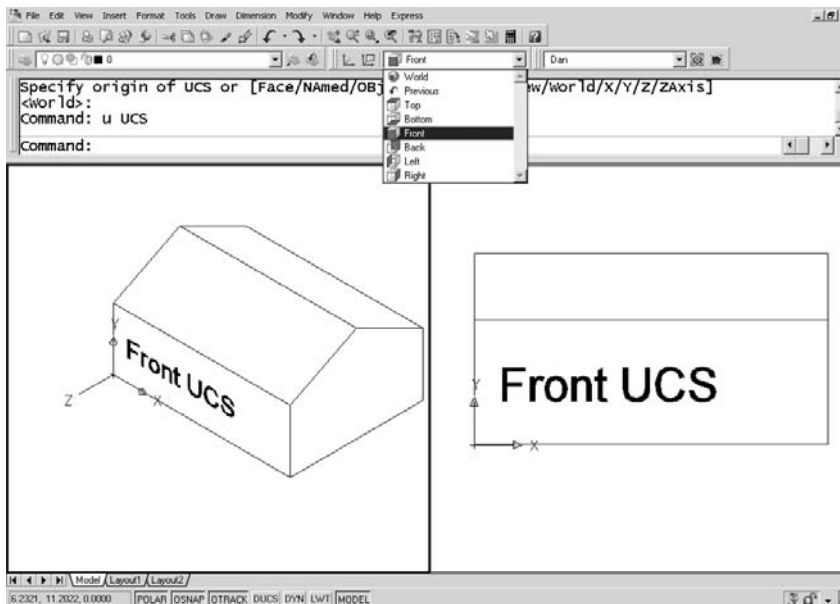 File Edit View Insert Format Tools Draw Dimension Modify Window Help Express
0 Front Dan
Specify origin of UCS or [Face/NAmed/OBj ew/World/X/Y/Z/ZAxis]
<World>:
Command: u UCS
Command:
World
Previous
Top
Bottom
Front
Back
Left
Right
Y
Front UCS
Z X
Y
Front UCS
X
Model Layout1 Layout2
6.2321, 11.2022, 0.0000 POLAR OSNAP OTRACK DUCS DYN LWT MODEL